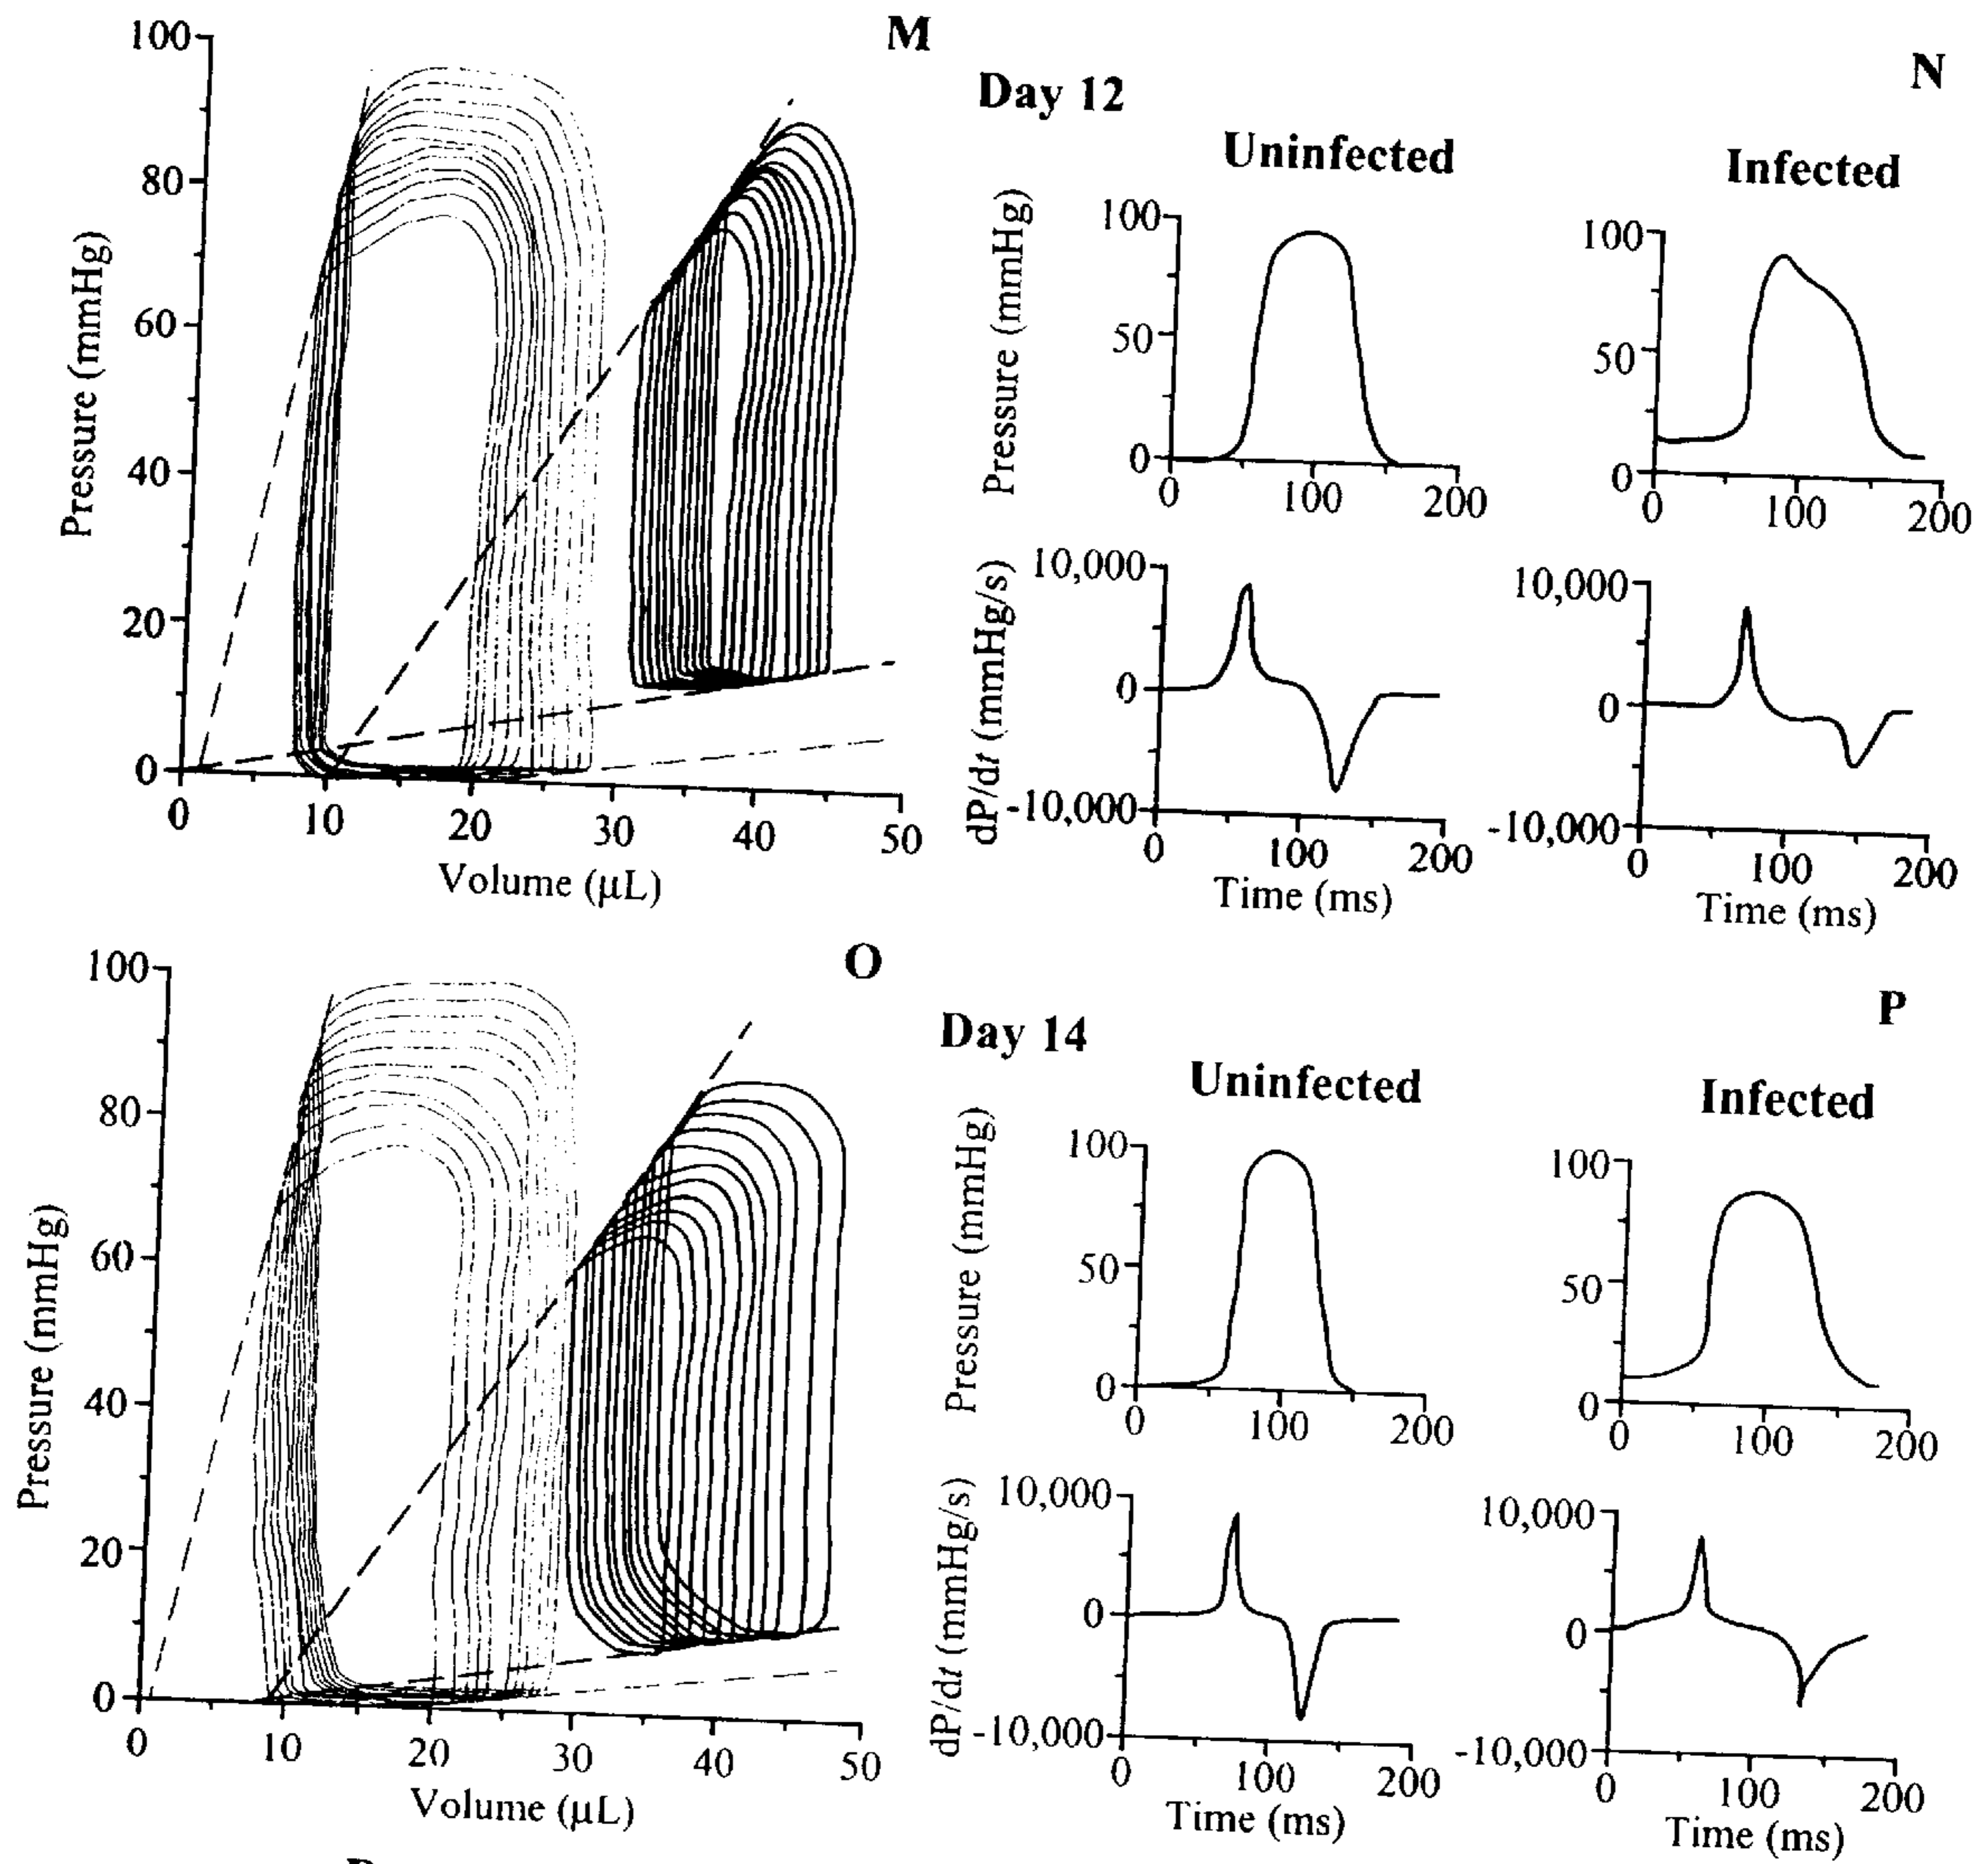 M
Day 12
N
100
80
60
40
20
0
Pressure (mmHg)
0 10 20 30 40 50
Volume (µL)
Uninfected
Infected
Pressure (mmHg)
100
50
0
0 100 200
100
50
0
0 100 200
dP/dt (mmHg/s)
10,000
0
-10,000
0 100 200
Time (ms)
10,000
0
-10,000
0 100 200
Time (ms)
O
Day 14
P
100
80
60
40
20
0
Pressure (mmHg)
0 10 20 30 40 50
Volume (µL)
Uninfected
Infected
Pressure (mmHg)
100
50
0
0 100 200
100
50
0
0 100 200
dP/dt (mmHg/s)
10,000
0
-10,000
0 100 200
Time (ms)
10,000
0
-10,000
0 100 200
Time (ms)